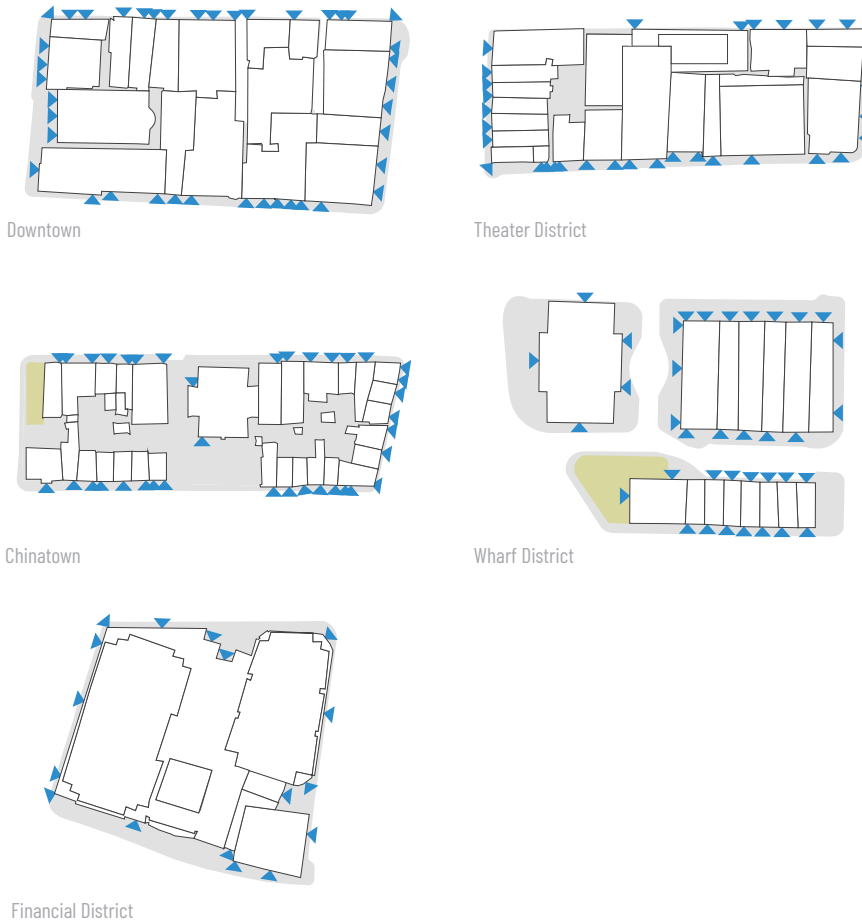 Downtown
Theater District
Chinatown
Wharf District
Financial District